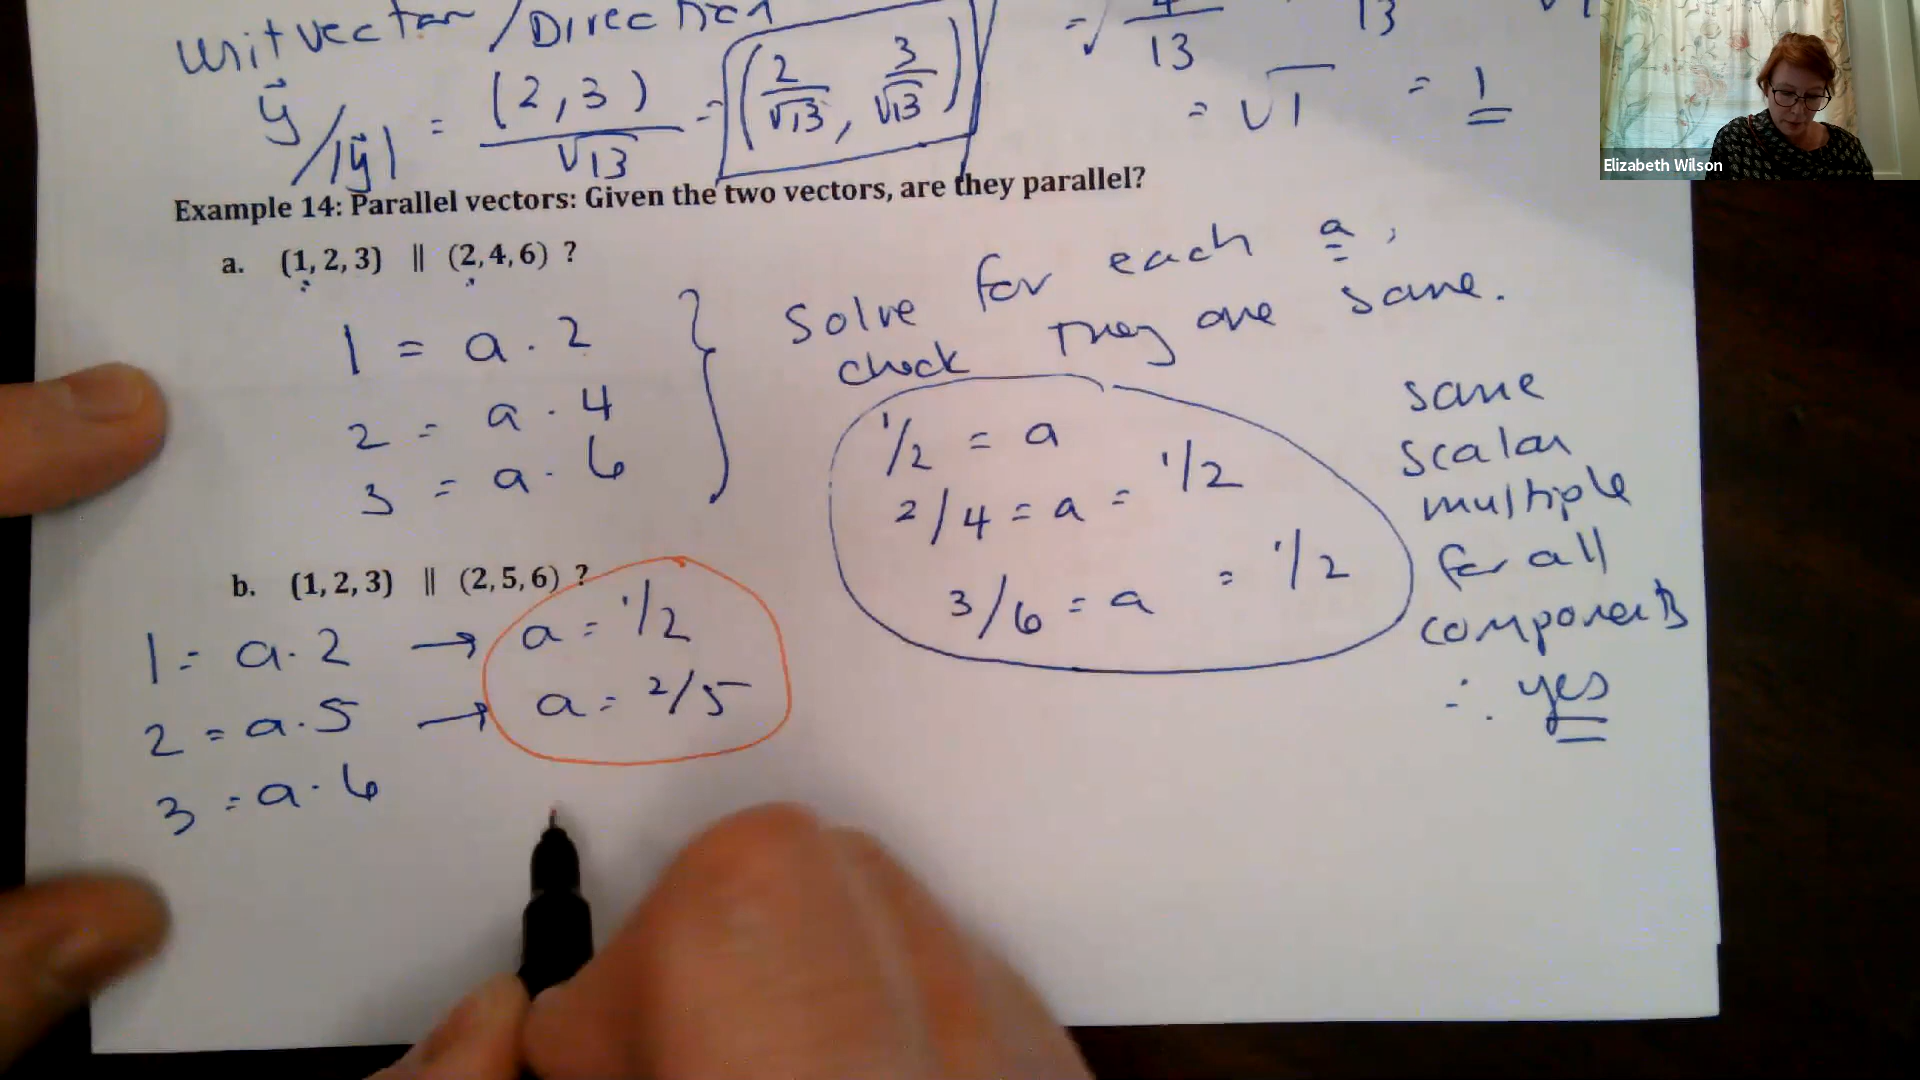 Unit vector / Direction
y⃗/|y⃗| = (2,3)/√13 = (2/√13, 3/√13)
= √ 4/13 13
= √1 = 1
Elizabeth Wilson
Example 14: Parallel vectors: Given the two vectors, are they parallel?
a. (1, 2, 3) || (2, 4, 6) ?
1 = a · 2
2 = a · 4
3 = a · 6
Solve for each a,
check they are same.
1/2 = a
2/4 = a = 1/2
3/6 = a = 1/2
same
scalar
multiple
for all
components
∴ yes
b. (1, 2, 3) || (2, 5, 6) ?
1 = a · 2 → a = 1/2
2 = a · 5 → a = 2/5
3 = a · 6